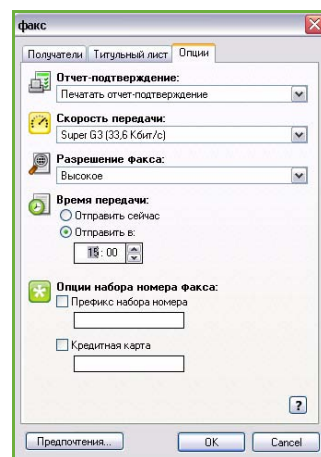 факс
Получатели Титульный лист Опции
Отчет-подтверждение:
Печатать отчет-подтверждение
Скорость передачи:
Super G3 (33,6 Кбит/с)
Разрешение факса:
Высокое
Время передачи:
Отправить сейчас
Отправить в:
15 : 00
Опции набора номера факса:
Префикс набора номера
Кредитная карта
?
Предпочтения... OK Cancel